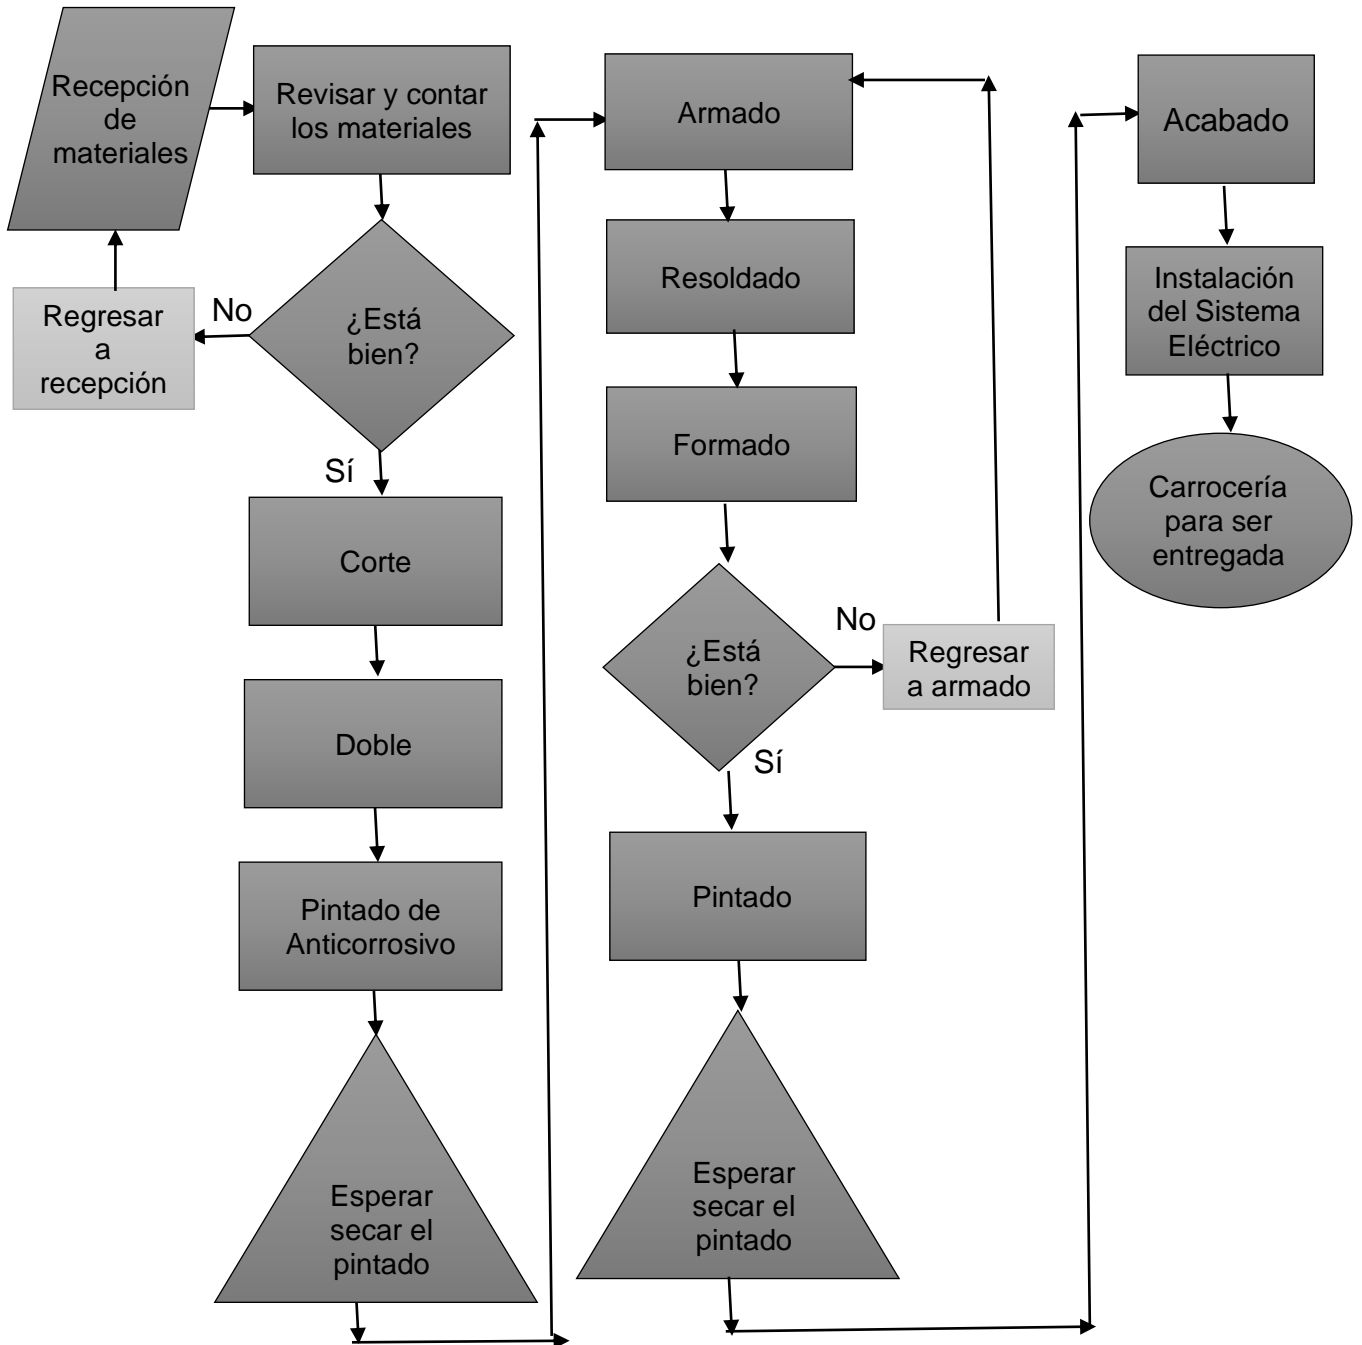 Recepción
de
materiales
Revisar y contar
los materiales
¿Está
bien?
No
Regresar
a
recepción
Sí
Corte
Doble
Pintado de
Anticorrosivo
Esperar
secar el
pintado
Armado
Resoldado
Formado
¿Está
bien?
No
Regresar
a armado
Sí
Pintado
Esperar
secar el
pintado
Acabado
Instalación
del Sistema
Eléctrico
Carrocería
para ser
entregada